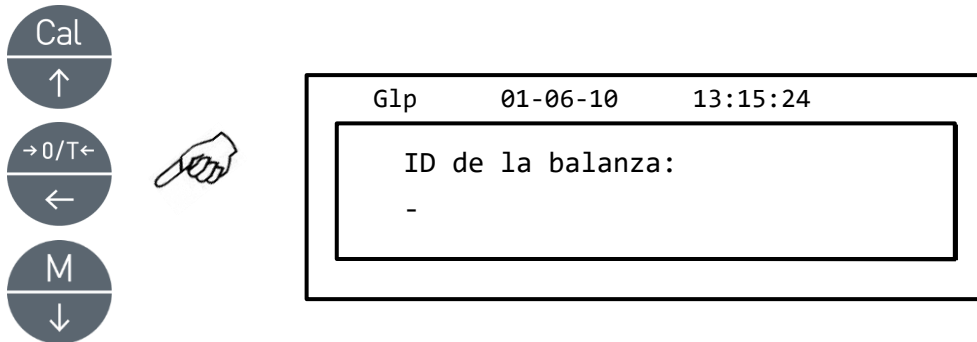 Cal
↑
→0/T←
←
M
↓
Glp 01-06-10 13:15:24
ID de la balanza:
-